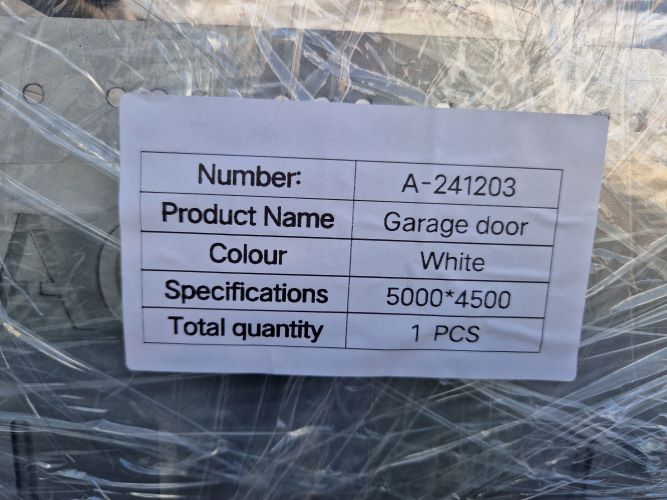 Number: A-241203
Product Name Garage door
Colour White
Specifications 5000*4500
Total quantity 1 PCS